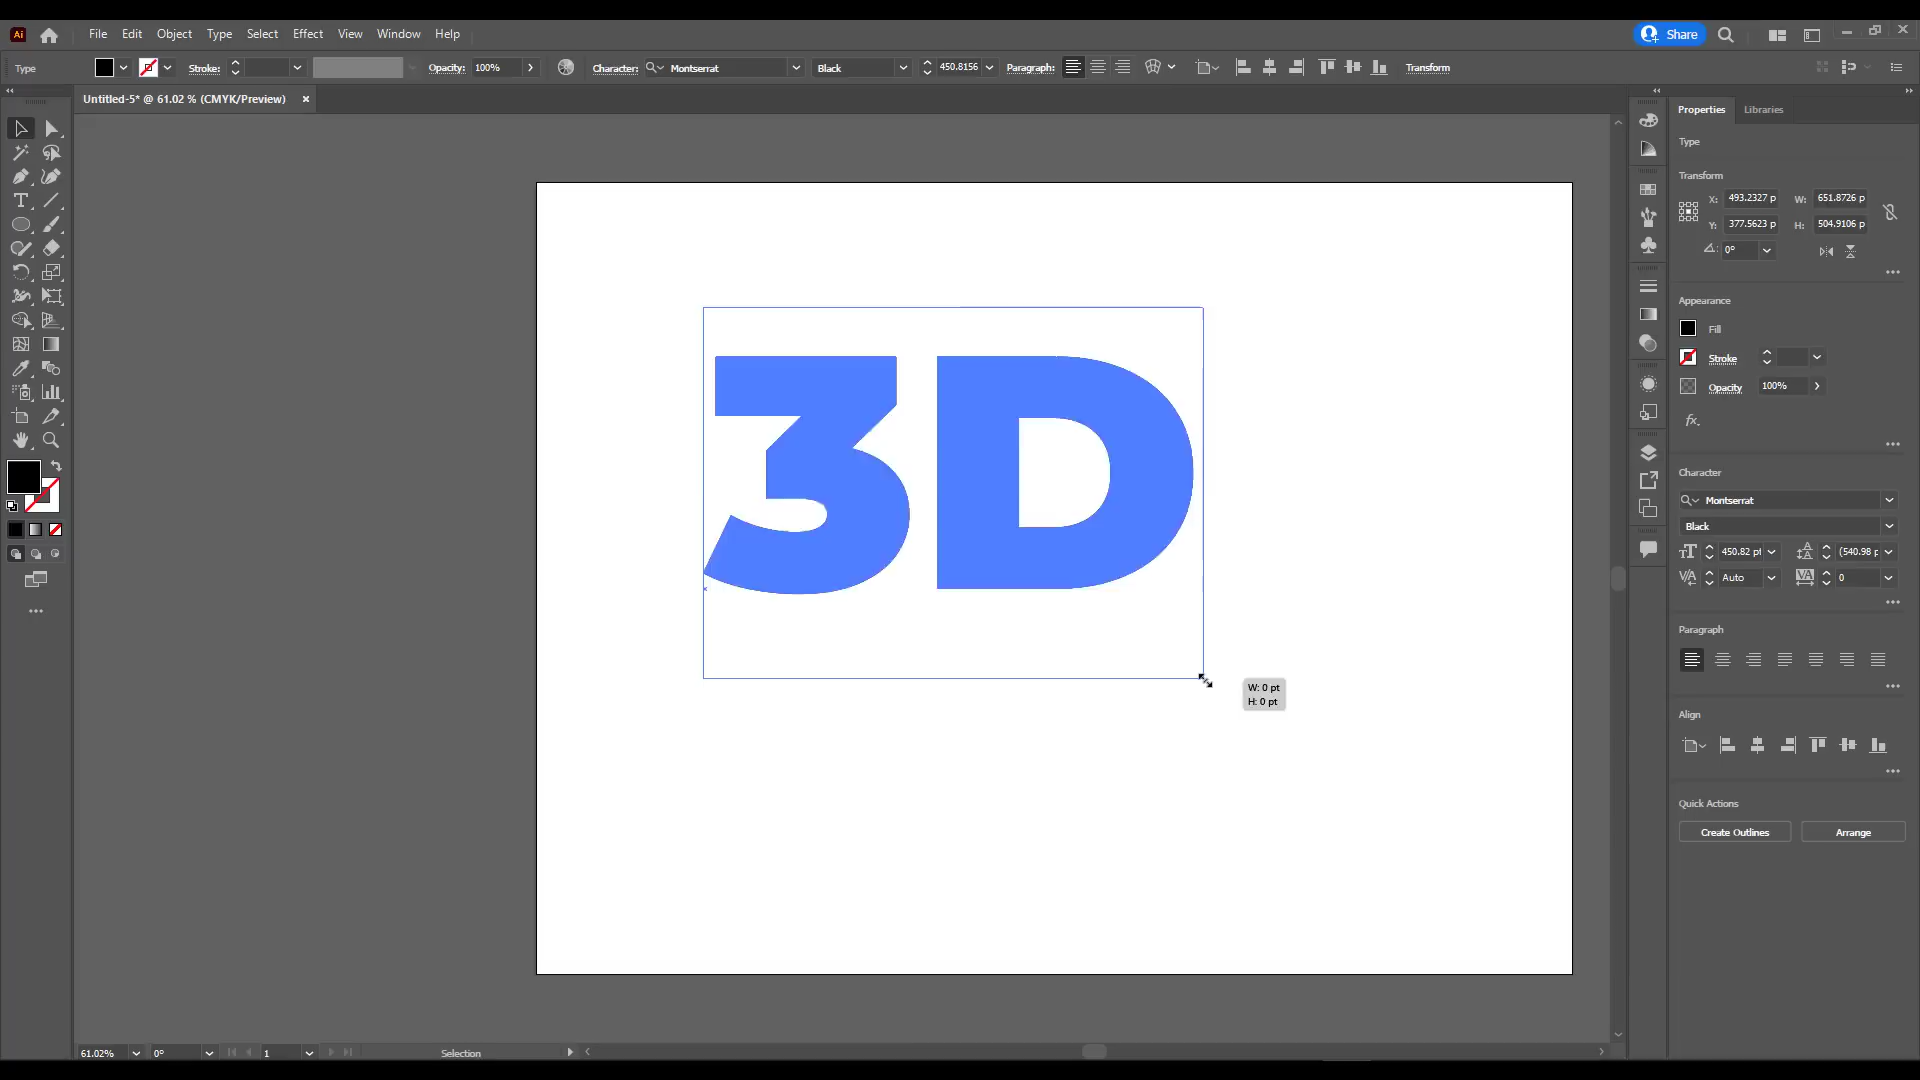 Ai File Edit Object Type Select Effect View Window Help Share
Type Stroke: Opacity: 100% Character: Montserrat Black 450.8156 Paragraph: Transform
Untitled-5* @ 61.02 % (CMYK/Preview) ×
Properties Libraries
Type
Transform
X: 493.2327 p W: 651.8726 p
Y: 377.5623 p H: 504.9106 p
0°
Appearance
Fill
Stroke
Opacity 100%
fx.
Character
Montserrat
Black
450.82 pt (540.98 p
Auto 0
Paragraph
Align
Quick Actions
Create Outlines Arrange
3D
W: 0 pt
H: 0 pt
61.02% 0° 1 Selection